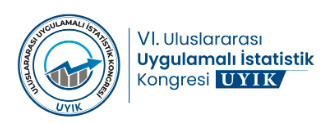 ULUSLARARASI UYGULAMALI İSTATİSTİK KONGRESİ
UYIK
VI. Uluslararası
Uygulamalı İstatistik
Kongresi UYIK